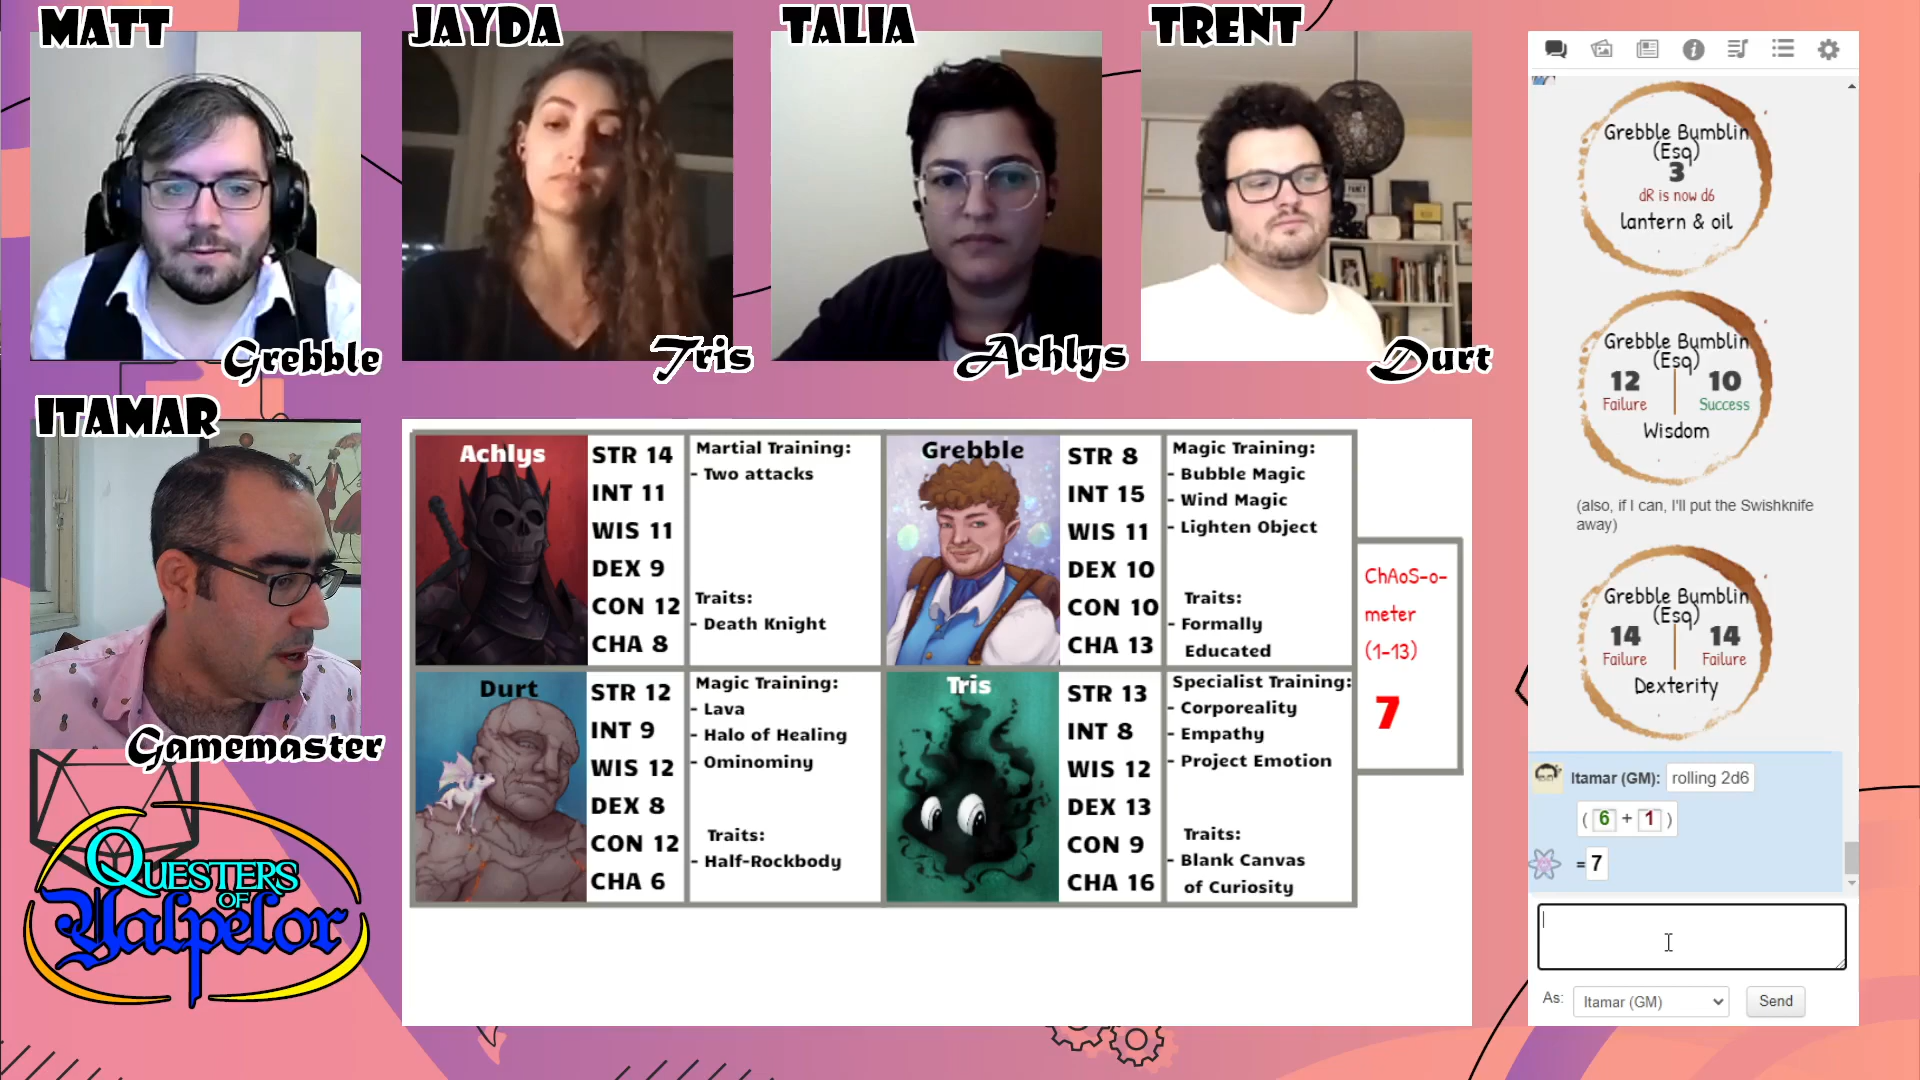 MATT
JAYDA
TALIA
TRENT
Grebble
Tris
Achlys
Durt
ITAMAR
Gamemaster
QUESTERS
OF
Yalpelor
Achlys
STR 14
INT 11
WIS 11
DEX 9
CON 12
CHA 8
Martial Training:
- Two attacks
Traits:
- Death Knight
Grebble
STR 8
INT 15
WIS 11
DEX 10
CON 10
CHA 13
Magic Training:
- Bubble Magic
- Wind Magic
- Lighten Object
Traits:
- Formally
Educated
Durt
STR 12
INT 9
WIS 12
DEX 8
CON 12
CHA 6
Magic Training:
- Lava
- Halo of Healing
- Ominominy
Traits:
- Half-Rockbody
Tris
STR 13
INT 8
WIS 12
DEX 13
CON 9
CHA 16
Specialist Training:
- Corporeality
- Empathy
- Project Emotion
Traits:
- Blank Canvas
of Curiosity
ChAoS-o-
meter
(1-13)
7
Grebble Bumblin
(Esq)
3
dR is now d6
lantern & oil
Grebble Bumblin
(Esq)
12 10
Failure Success
Wisdom
(also, if I can, I'll put the Swishknife
away)
Grebble Bumblin
(Esq)
14 14
Failure Failure
Dexterity
Itamar (GM): rolling 2d6
( 6 + 1 )
= 7
As: Itamar (GM) Send